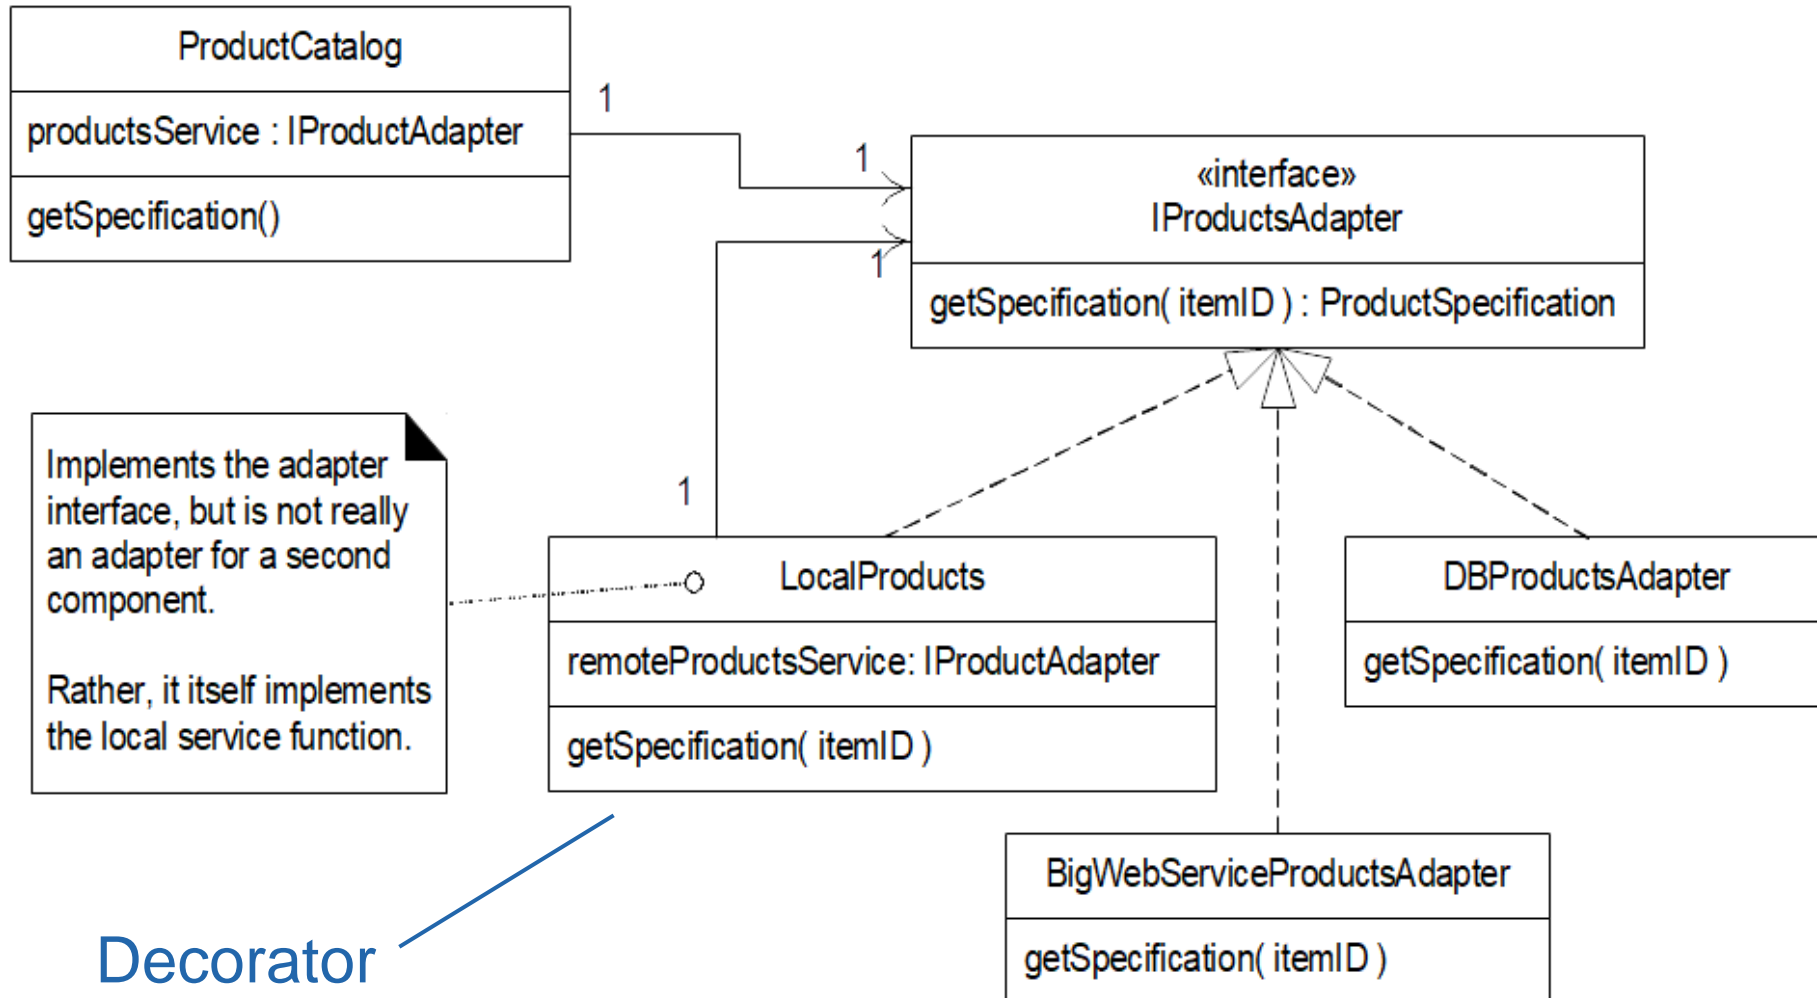 ProductCatalog
productsService : IProductAdapter
getSpecification()
1
1
«interface»
IProductsAdapter
getSpecification( itemID ) : ProductSpecification
1
1
Implements the adapter
interface, but is not really
an adapter for a second
component.
Rather, it itself implements
the local service function.
LocalProducts
remoteProductsService: IProductAdapter
getSpecification( itemID )
DBProductsAdapter
getSpecification( itemID )
BigWebServiceProductsAdapter
getSpecification( itemID )
Decorator